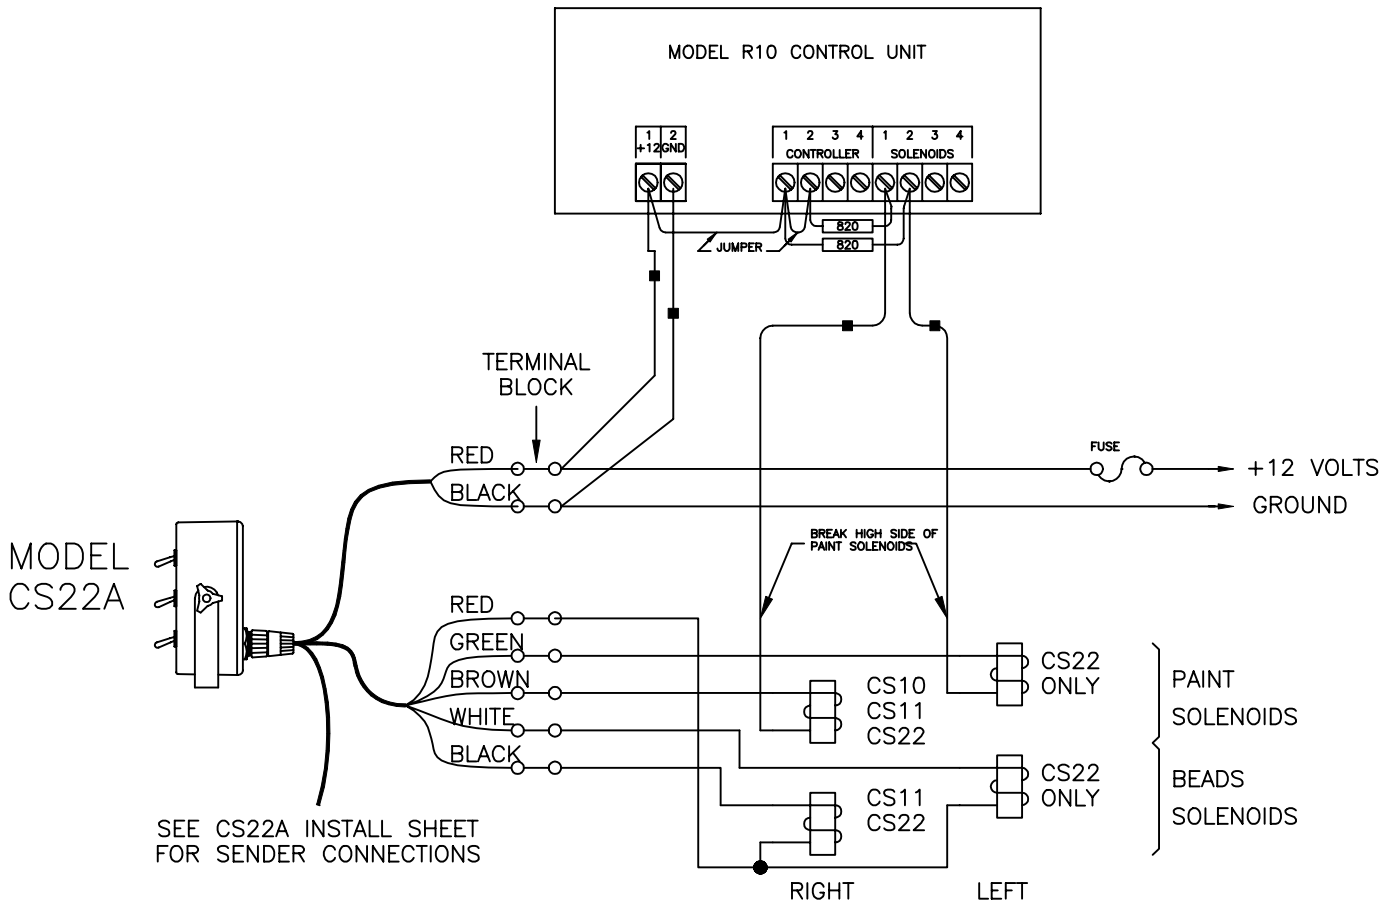 MODEL R10 CONTROL UNIT
1 2
+12 GND
1 2 3 4 1 2 3 4
CONTROLLER SOLENOIDS
820
820
JUMPER
TERMINAL
BLOCK
RED
BLACK
FUSE
+12 VOLTS
GROUND
BREAK HIGH SIDE OF
PAINT SOLENOIDS
MODEL
CS22A
RED
GREEN
BROWN
WHITE
BLACK
CS22
ONLY
CS10
CS11
CS22
PAINT
SOLENOIDS
CS22
ONLY
CS11
CS22
BEADS
SOLENOIDS
SEE CS22A INSTALL SHEET
FOR SENDER CONNECTIONS
RIGHT
LEFT